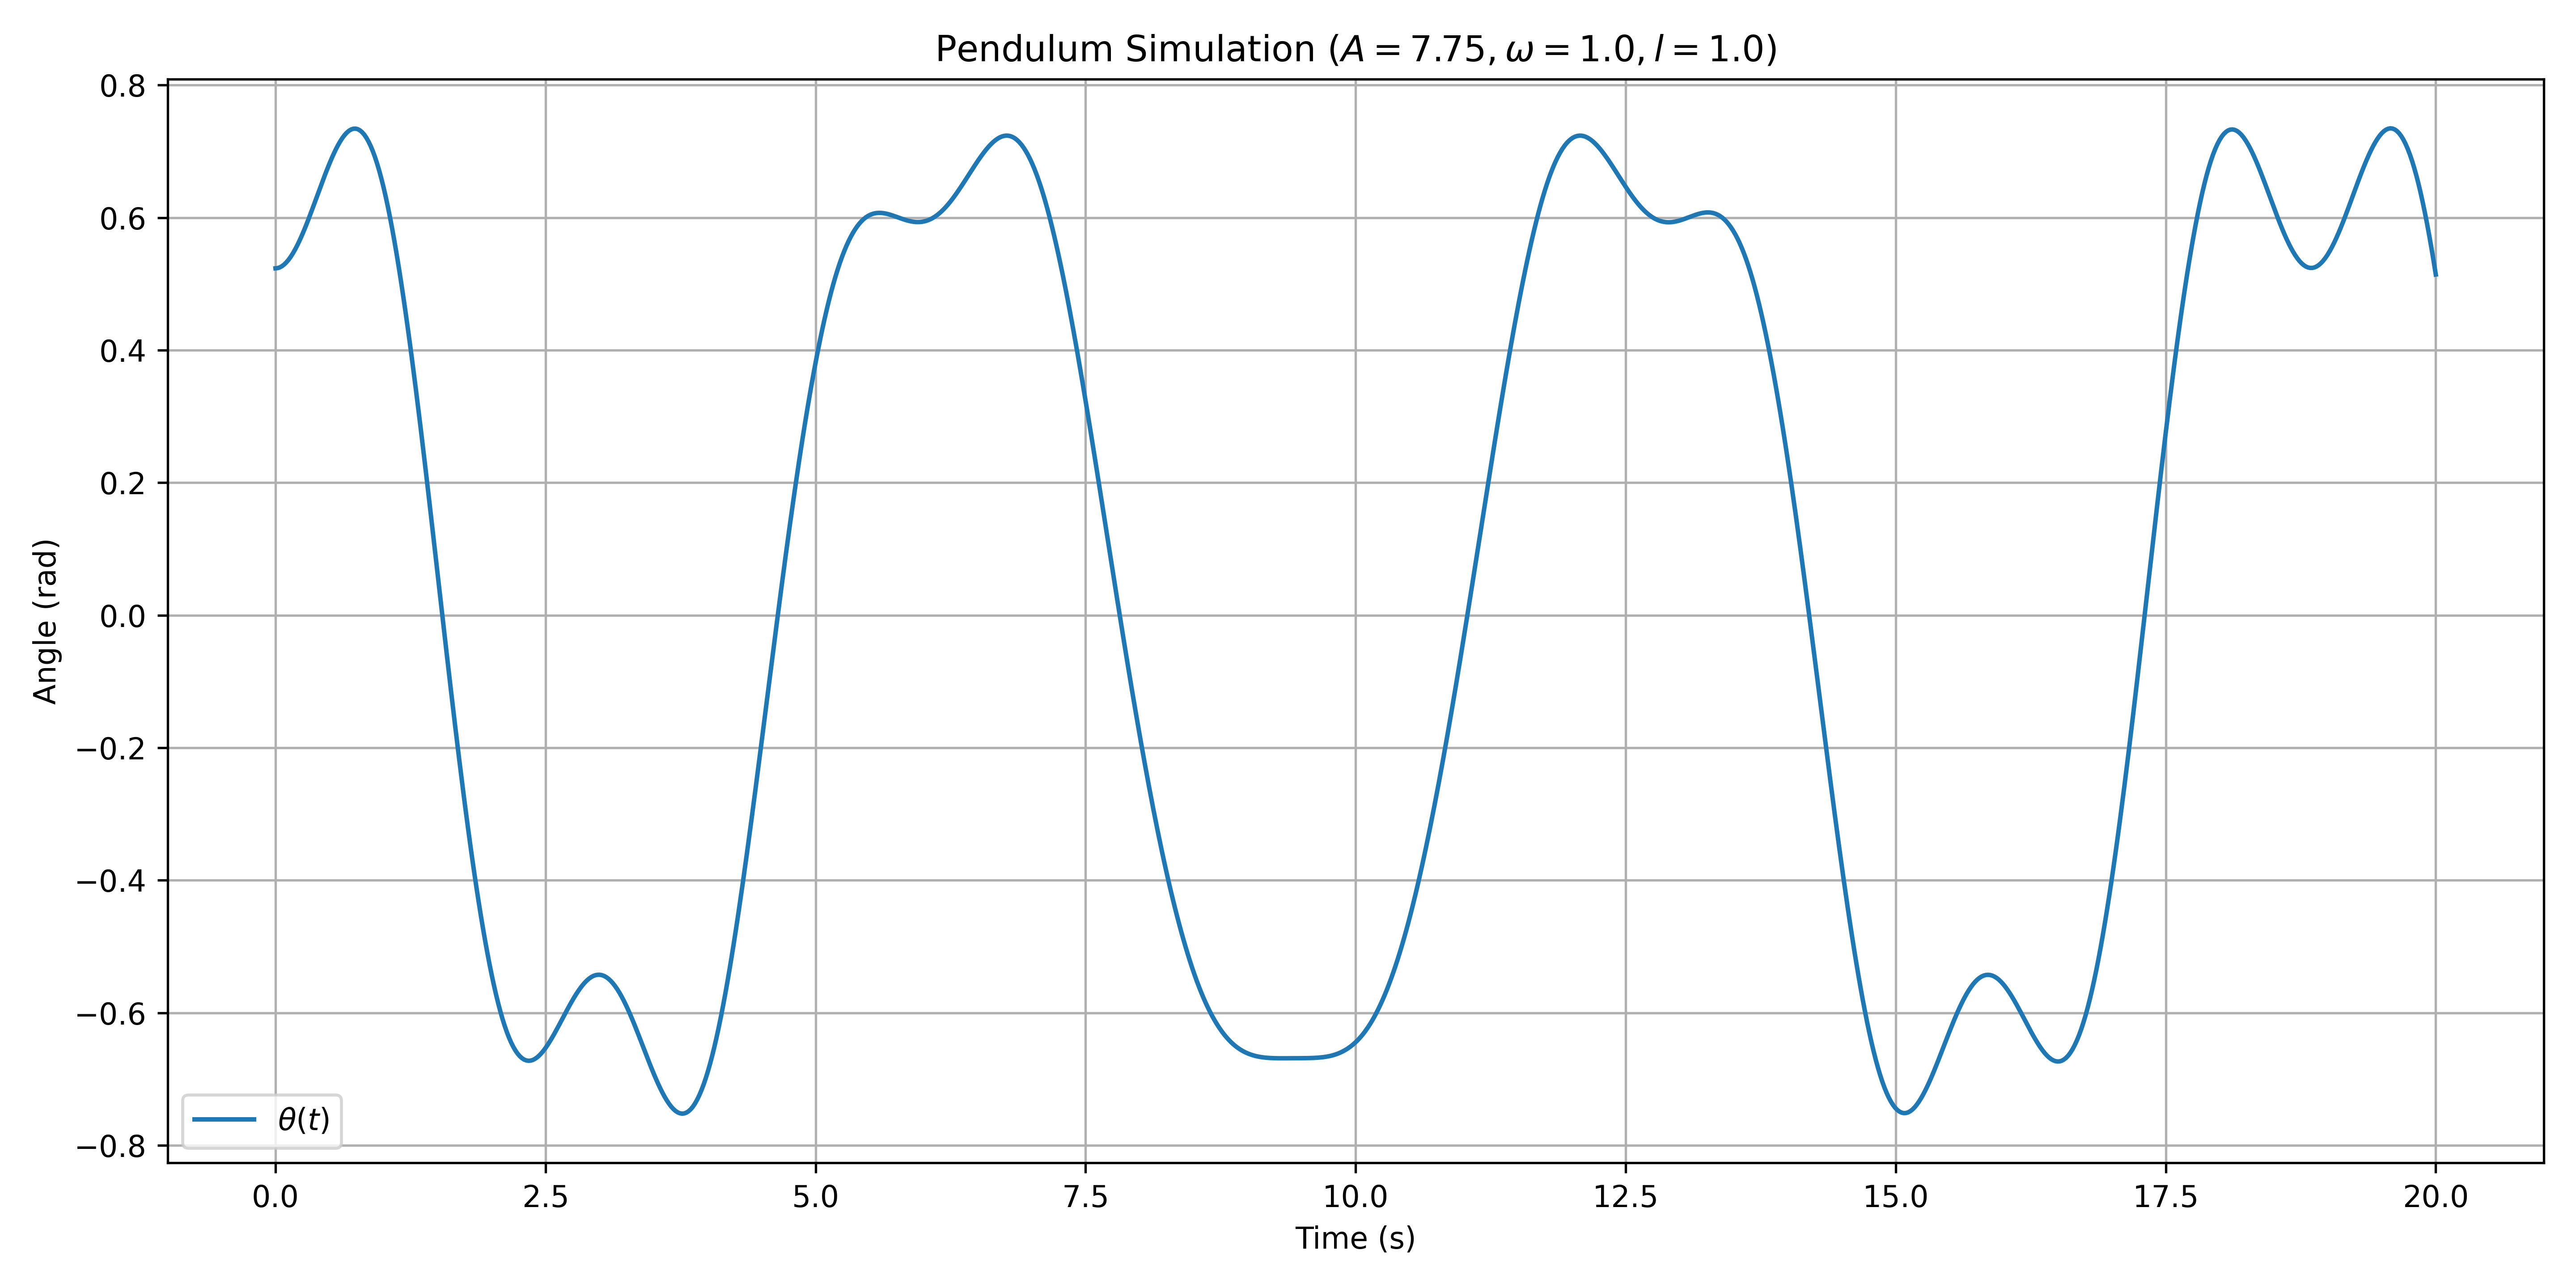 Pendulum Simulation (A = 7.75, ω = 1.0, l = 1.0)
0.8
0.6
0.4
0.2
0.0
−0.2
−0.4
−0.6
−0.8
Angle (rad)
θ(t)
0.0 2.5 5.0 7.5 10.0 12.5 15.0 17.5 20.0
Time (s)